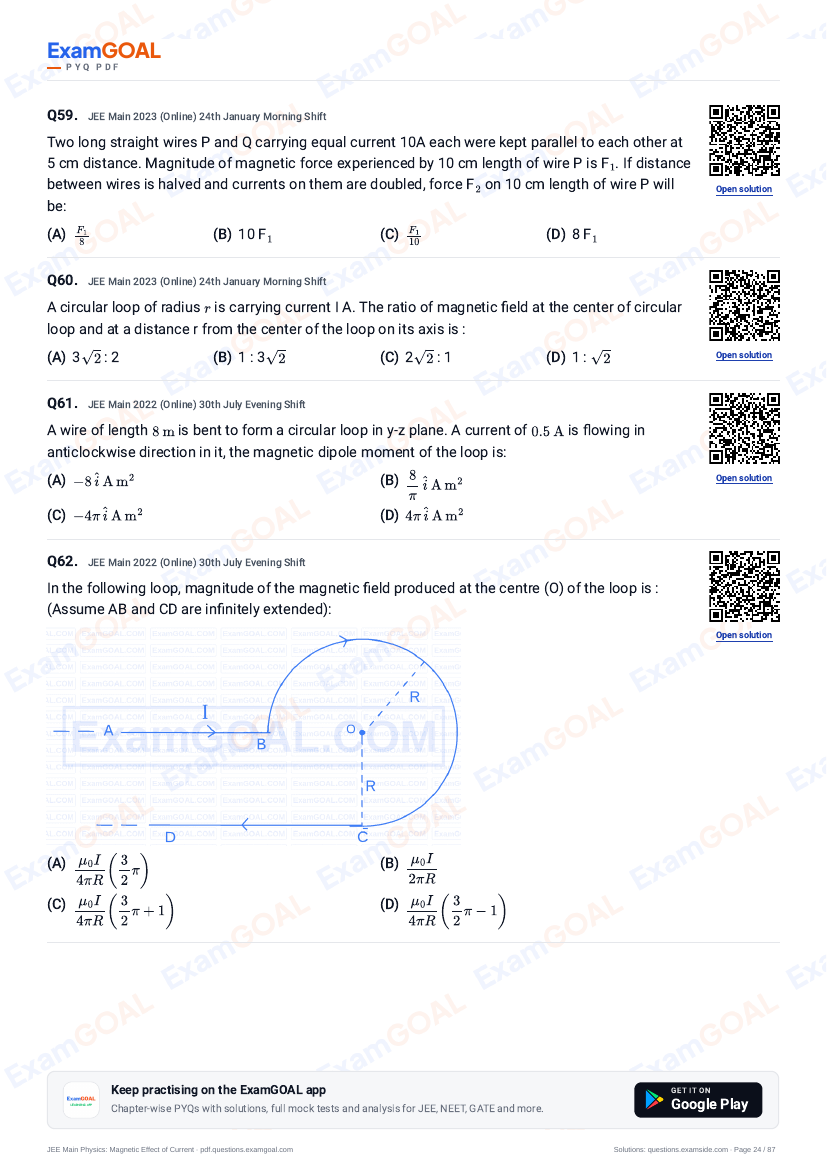 ExamGOAL
PYQ PDF
Q59. JEE Main 2023 (Online) 24th January Morning Shift
Two long straight wires P and Q carrying equal current 10A each were kept parallel to each other at
5 cm distance. Magnitude of magnetic force experienced by 10 cm length of wire P is F₁. If distance
between wires is halved and currents on them are doubled, force F₂ on 10 cm length of wire P will
be:
Open solution
(A) F₁/8 (B) 10 F₁ (C) F₁/10 (D) 8 F₁
Q60. JEE Main 2023 (Online) 24th January Morning Shift
A circular loop of radius r is carrying current I A. The ratio of magnetic field at the center of circular
loop and at a distance r from the center of the loop on its axis is :
(A) 3√2 : 2 (B) 1 : 3√2 (C) 2√2 : 1 (D) 1 : √2
Open solution
Q61. JEE Main 2022 (Online) 30th July Evening Shift
A wire of length 8 m is bent to form a circular loop in y-z plane. A current of 0.5 A is flowing in
anticlockwise direction in it, the magnetic dipole moment of the loop is:
Open solution
(A) −8 î A m² (B) 8/π î A m²
(C) −4π î A m² (D) 4π î A m²
Q62. JEE Main 2022 (Online) 30th July Evening Shift
In the following loop, magnitude of the magnetic field produced at the centre (O) of the loop is :
(Assume AB and CD are infinitely extended):
Open solution
ExamGOAL.COM
I
R
A
O
B
R
D
C
(A) μ₀I/4πR (3/2 π) (B) μ₀I/2πR
(C) μ₀I/4πR (3/2 π + 1) (D) μ₀I/4πR (3/2 π − 1)
Keep practising on the ExamGOAL app
Chapter-wise PYQs with solutions, full mock tests and analysis for JEE, NEET, GATE and more.
GET IT ON
Google Play
JEE Main Physics: Magnetic Effect of Current · pdf.questions.examgoal.com
Solutions: questions.examside.com · Page 24 / 87